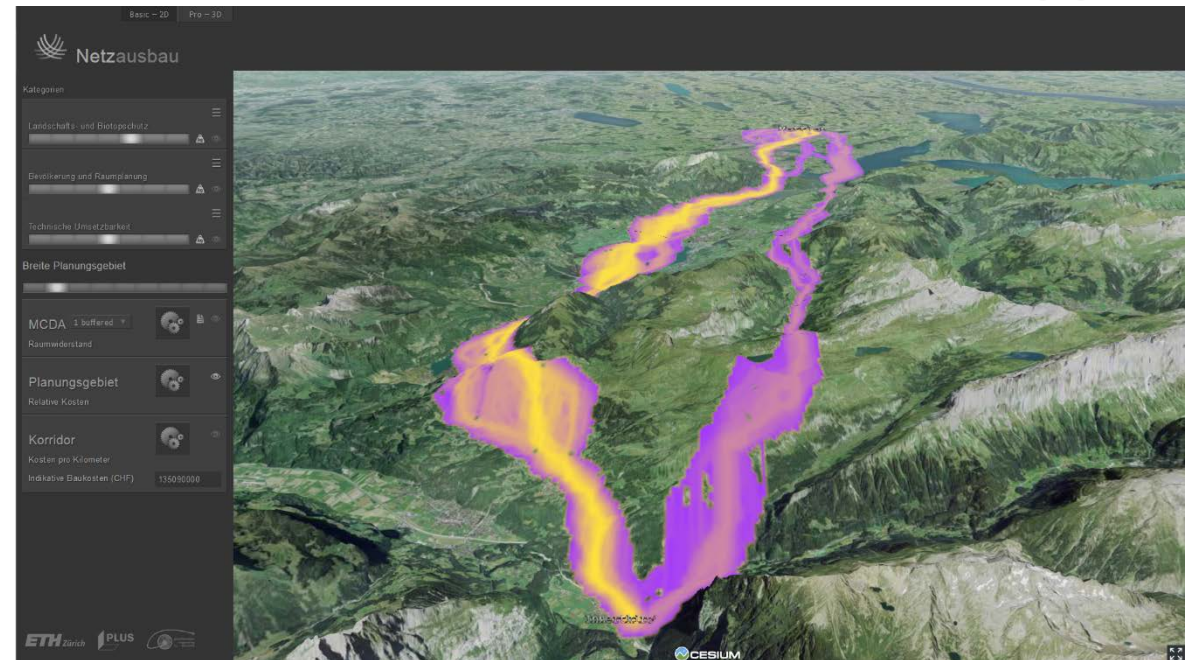 Basic – 2D Pro – 3D
Netzausbau
Kategorien
Landschafts- und Biotopschutz
Bevölkerung und Raumplanung
Technische Umsetzbarkeit
Breite Planungsgebiet
MCDA 1 buffered
Raumwiderstand
Planungsgebiet
Relative Kosten
Korridor
Kosten pro Kilometer
Indikative Baukosten (CHF) 135090000
ETH Zürich PLUS
CESIUM